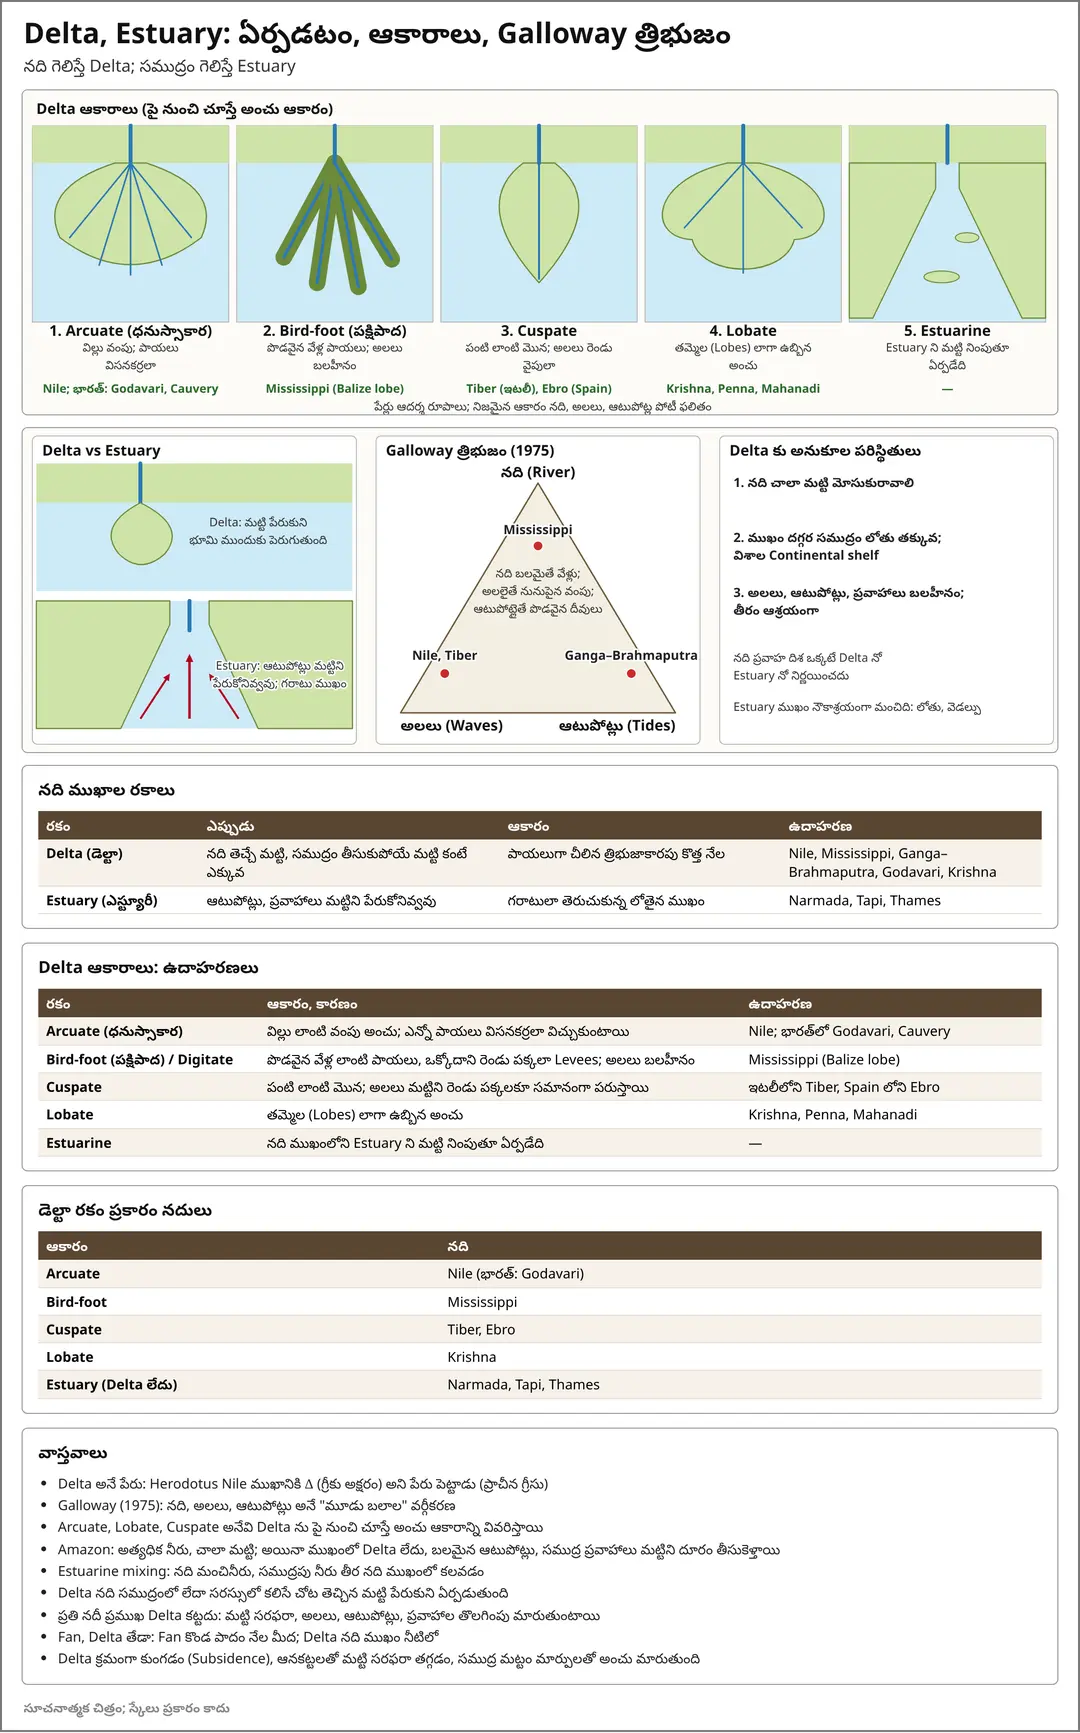 Delta, Estuary: ఏర్పడటం, ఆకారాలు, Galloway త్రిభుజం
నది గెలిస్తే Delta; సముద్రం గెలిస్తే Estuary
Delta ఆకారాలు (పై నుంచి చూస్తే అంచు ఆకారం)
1. Arcuate (ధనుస్సాకార)
విల్లు వంపు; పాయలు
విసనకర్రలా
Nile; భారత్: Godavari, Cauvery
2. Bird-foot (పక్షిపాద)
పొడవైన వేళ్ల పాయలు; అలలు
బలహీనం
Mississippi (Balize lobe)
3. Cuspate
పంటి లాంటి మొన; అలలు రెండు
వైపులా
Tiber (ఇటలీ), Ebro (Spain)
4. Lobate
తమ్మెల (Lobes) లాగా ఉబ్బిన
అంచు
Krishna, Penna, Mahanadi
5. Estuarine
Estuary ని మట్టి నింపుతూ
ఏర్పడేది
—
పేర్లు ఆదర్శ రూపాలు; నిజమైన ఆకారం నది, అలలు, ఆటుపోట్ల పోటీ ఫలితం
Delta vs Estuary
Delta: మట్టి పేరుకుని
భూమి ముందుకు పెరుగుతుంది
Estuary: ఆటుపోట్లు మట్టిని
పేరుకోనివ్వవు; గరాటు ముఖం
Galloway త్రిభుజం (1975)
నది (River)
Mississippi
నది బలమైతే వేళ్లు;
అలలైతే నునుపైన వంపు;
ఆటుపోట్లైతే పొడవైన దీవులు
Nile, Tiber
Ganga–Brahmaputra
అలలు (Waves)
ఆటుపోట్లు (Tides)
Delta కు అనుకూల పరిస్థితులు
1. నది చాలా మట్టి మోసుకురావాలి
2. ముఖం దగ్గర సముద్రం లోతు తక్కువ;
విశాల Continental shelf
3. అలలు, ఆటుపోట్లు, ప్రవాహాలు బలహీనం;
తీరం ఆశ్రయంగా
నది ప్రవాహ దిశ ఒక్కటే Delta నో
Estuary నో నిర్ణయించదు
Estuary ముఖం నౌకాశ్రయంగా మంచిది: లోతు, వెడల్పు
నది ముఖాల రకాలు
రకం ఎప్పుడు ఆకారం ఉదాహరణ
Delta (డెల్టా) నది తెచ్చే మట్టి, సముద్రం తీసుకుపోయే మట్టి కంటే ఎక్కువ పాయలుగా చీలిన త్రిభుజాకారపు కొత్త నేల Nile, Mississippi, Ganga–Brahmaputra, Godavari, Krishna
Estuary (ఎస్ట్యూరీ) ఆటుపోట్లు, ప్రవాహాలు మట్టిని పేరుకోనివ్వవు గరాటులా తెరుచుకున్న లోతైన ముఖం Narmada, Tapi, Thames
Delta ఆకారాలు: ఉదాహరణలు
రకం ఆకారం, కారణం ఉదాహరణ
Arcuate (ధనుస్సాకార) విల్లు లాంటి వంపు అంచు; ఎన్నో పాయలు విసనకర్రలా విచ్చుకుంటాయి Nile; భారత్‌లో Godavari, Cauvery
Bird-foot (పక్షిపాద) / Digitate పొడవైన వేళ్ల లాంటి పాయలు, ఒక్కోదాని రెండు పక్కలా Levees; అలలు బలహీనం Mississippi (Balize lobe)
Cuspate పంటి లాంటి మొన; అలలు మట్టిని రెండు పక్కలకూ సమానంగా పరుస్తాయి ఇటలీలోని Tiber, Spain లోని Ebro
Lobate తమ్మెల (Lobes) లాగా ఉబ్బిన అంచు Krishna, Penna, Mahanadi
Estuarine నది ముఖంలోని Estuary ని మట్టి నింపుతూ ఏర్పడేది —
డెల్టా రకం ప్రకారం నదులు
ఆకారం నది
Arcuate Nile (భారత్: Godavari)
Bird-foot Mississippi
Cuspate Tiber, Ebro
Lobate Krishna
Estuary (Delta లేదు) Narmada, Tapi, Thames
వాస్తవాలు
• Delta అనే పేరు: Herodotus Nile ముఖానికి Δ (గ్రీకు అక్షరం) అని పేరు పెట్టాడు (ప్రాచీన గ్రీసు)
• Galloway (1975): నది, అలలు, ఆటుపోట్లు అనే "మూడు బలాల" వర్గీకరణ
• Arcuate, Lobate, Cuspate అనేవి Delta ను పై నుంచి చూస్తే అంచు ఆకారాన్ని వివరిస్తాయి
• Amazon: అత్యధిక నీరు, చాలా మట్టి; అయినా ముఖంలో Delta లేదు, బలమైన ఆటుపోట్లు, సముద్ర ప్రవాహాలు మట్టిని దూరం తీసుకెళ్తాయి
• Estuarine mixing: నది మంచినీరు, సముద్రపు నీరు తీర నది ముఖంలో కలవడం
• Delta నది సముద్రంలో లేదా సరస్సులో కలిసే చోట తెచ్చిన మట్టి పేరుకుని ఏర్పడుతుంది
• ప్రతి నదీ ప్రముఖ Delta కట్టదు: మట్టి సరఫరా, అలలు, ఆటుపోట్లు, ప్రవాహాల తొలగింపు మారుతుంటాయి
• Fan, Delta తేడా: Fan కొండ పాదం నేల మీద; Delta నది ముఖం నీటిలో
• Delta క్రమంగా కుంగడం (Subsidence), ఆనకట్టలతో మట్టి సరఫరా తగ్గడం, సముద్ర మట్టం మార్పులతో అంచు మారుతుంది
సూచనాత్మక చిత్రం; స్కేలు ప్రకారం కాదు